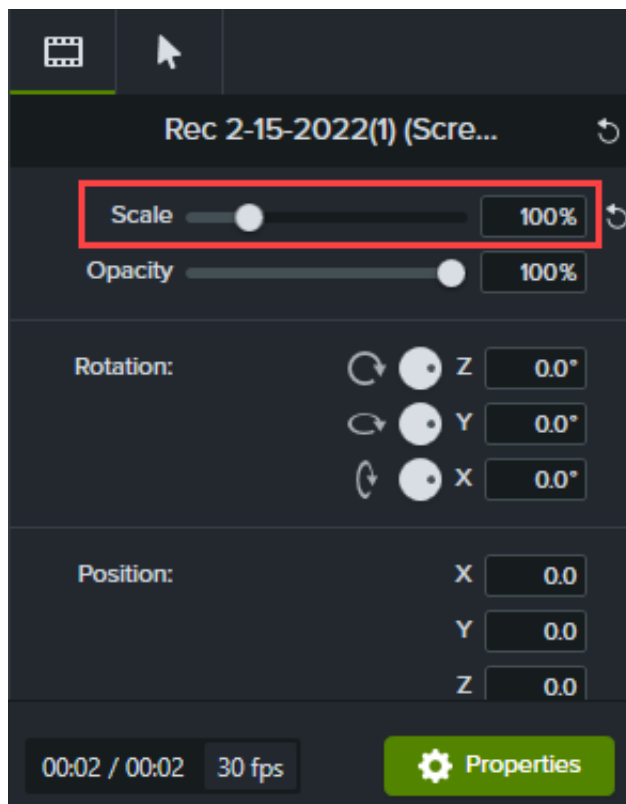 Rec 2-15-2022(1) (Scre...
Scale 100%
Opacity 100%
Rotation: Z 0.0°
Y 0.0°
X 0.0°
Position: X 0.0
Y 0.0
Z 0.0
00:02 / 00:02 30 fps Properties